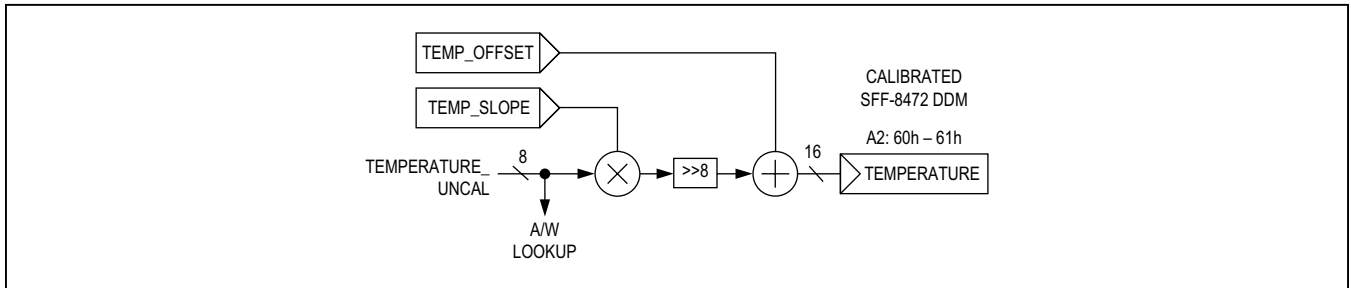 TEMP_OFFSET
CALIBRATED
SFF-8472 DDM
TEMP_SLOPE
A2: 60h – 61h
TEMPERATURE_
UNCAL
8
>>8
16
TEMPERATURE
A/W
LOOKUP